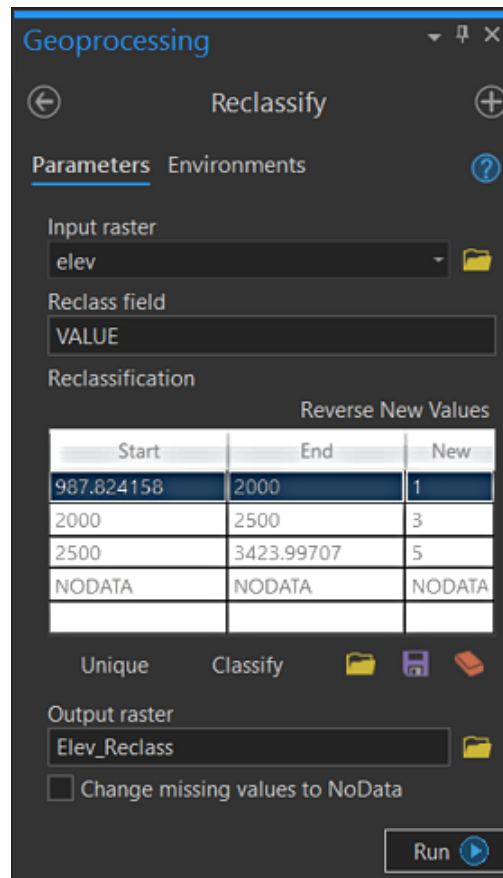 Geoprocessing
Reclassify
Parameters Environments
Input raster
elev
Reclass field
VALUE
Reclassification
Reverse New Values
Start End New
987.824158 2000 1
2000 2500 3
2500 3423.99707 5
NODATA NODATA NODATA
Unique Classify
Output raster
Elev_Reclass
Change missing values to NoData
Run